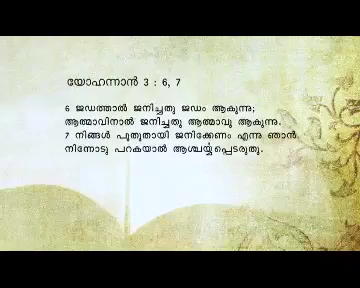 യോഹന്നാൻ 3 : 6, 7
6 ജഡത്താൽ ജനിച്ചതു ജഡം ആകുന്നു;
ആത്മാവിനാൽ ജനിച്ചതു ആത്മാവു ആകുന്നു.
7 നിങ്ങൾ പുതുതായി ജനിക്കേണം എന്നു ഞാൻ
നിന്നോടു പറകയാൽ ആശ്ചര്യ്യപ്പെടരുതു.